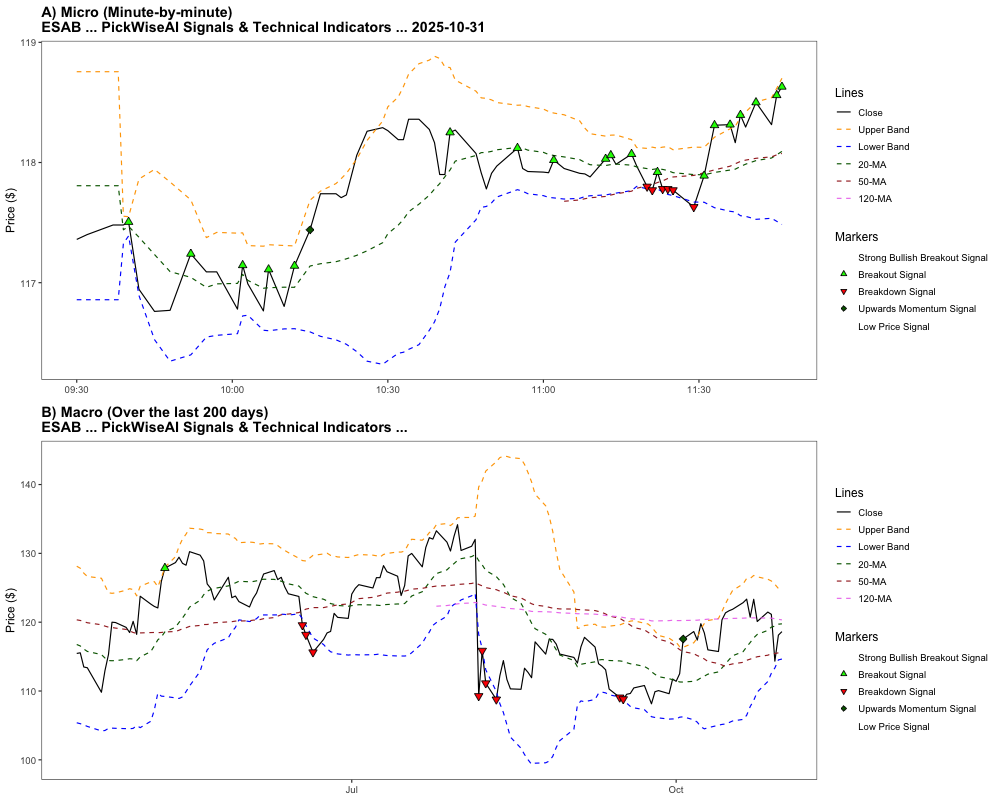 A) Micro (Minute-by-minute)
ESAB ... PickWiseAI Signals & Technical Indicators ... 2025-10-31
119
118
117
Price ($)
09:30
10:00
10:30
11:00
11:30
Lines
Close
Upper Band
Lower Band
20-MA
50-MA
120-MA
Markers
Strong Bullish Breakout Signal
Breakout Signal
Breakdown Signal
Upwards Momentum Signal
Low Price Signal
B) Macro (Over the last 200 days)
ESAB ... PickWiseAI Signals & Technical Indicators ...
140
130
120
110
100
Price ($)
Jul
Oct
Lines
Close
Upper Band
Lower Band
20-MA
50-MA
120-MA
Markers
Strong Bullish Breakout Signal
Breakout Signal
Breakdown Signal
Upwards Momentum Signal
Low Price Signal